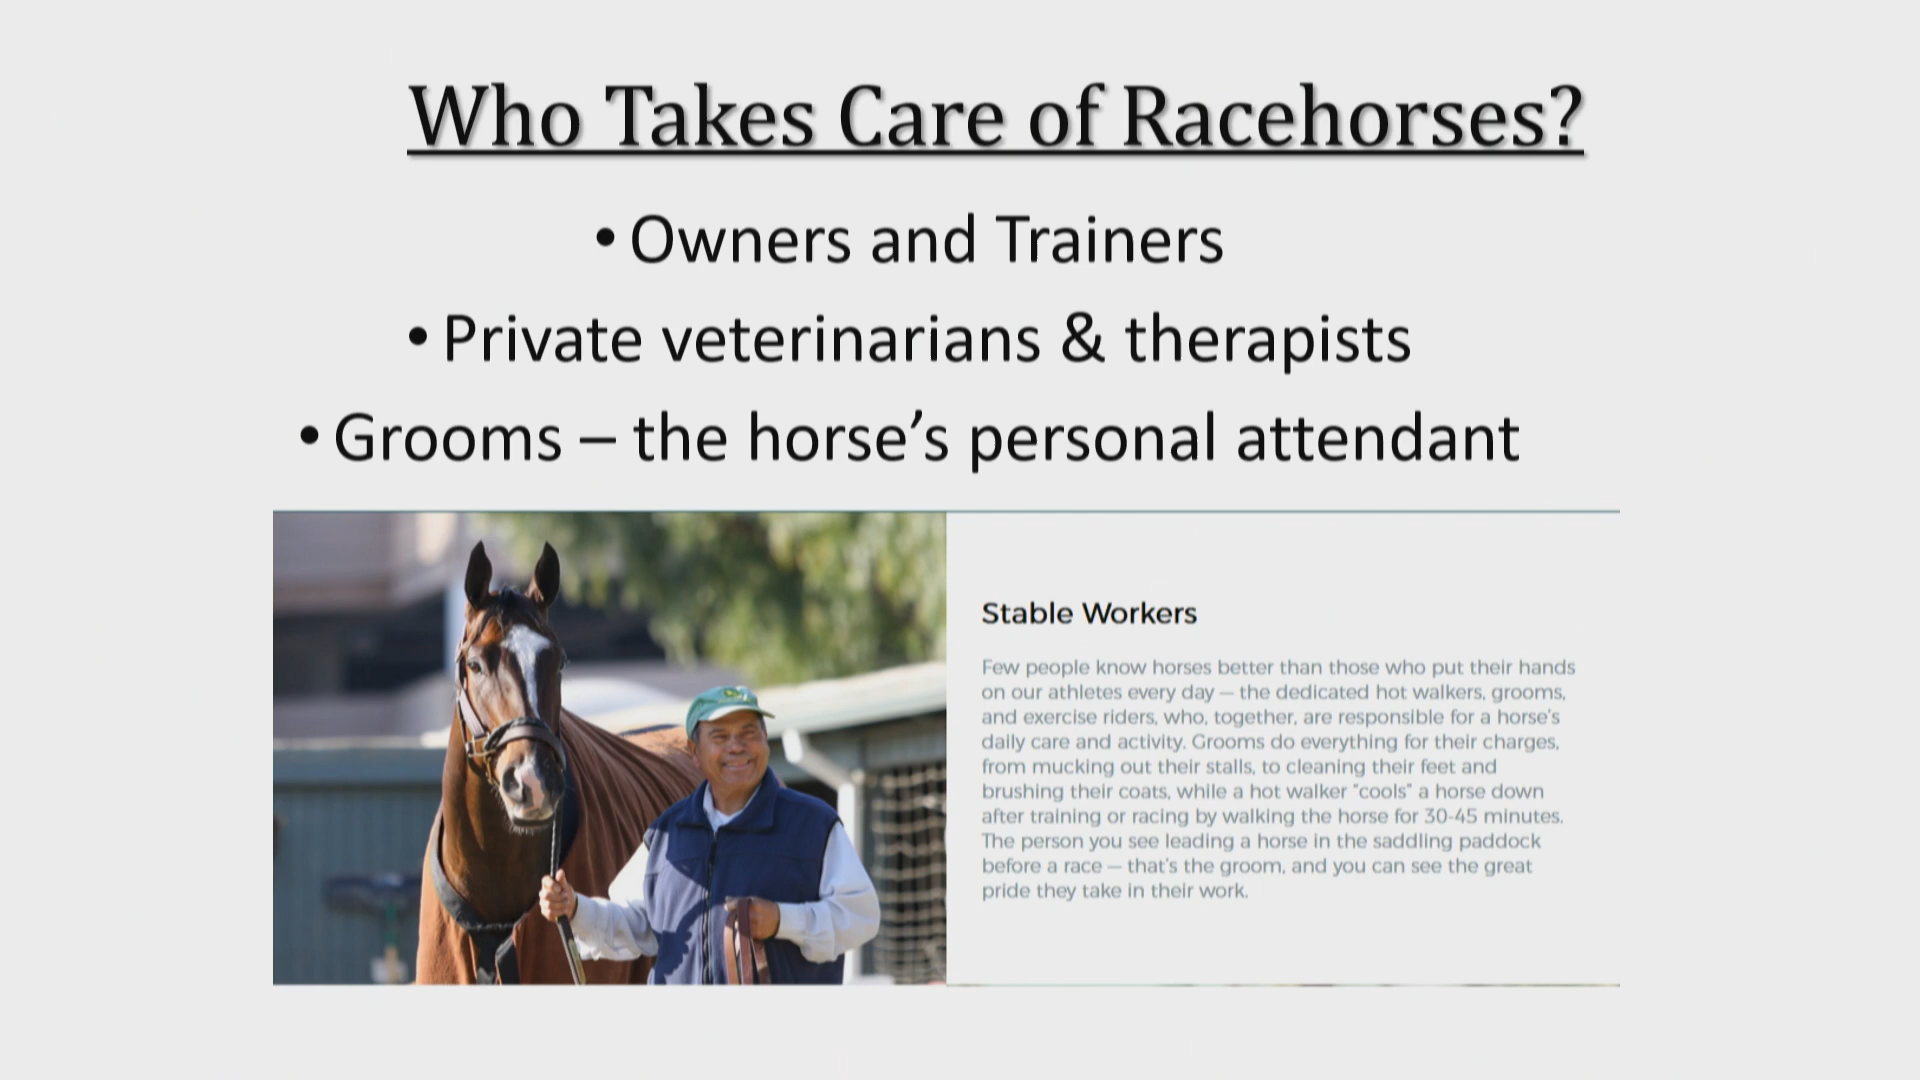 Who Takes Care of Racehorses?
• Owners and Trainers
• Private veterinarians & therapists
• Grooms – the horse’s personal attendant
Stable Workers
Few people know horses better than those who put their hands
on our athletes every day — the dedicated hot walkers, grooms,
and exercise riders, who, together, are responsible for a horse's
daily care and activity. Grooms do everything for their charges,
from mucking out their stalls, to cleaning their feet and
brushing their coats, while a hot walker "cools" a horse down
after training or racing by walking the horse for 30-45 minutes.
The person you see leading a horse in the saddling paddock
before a race — that's the groom, and you can see the great
pride they take in their work.